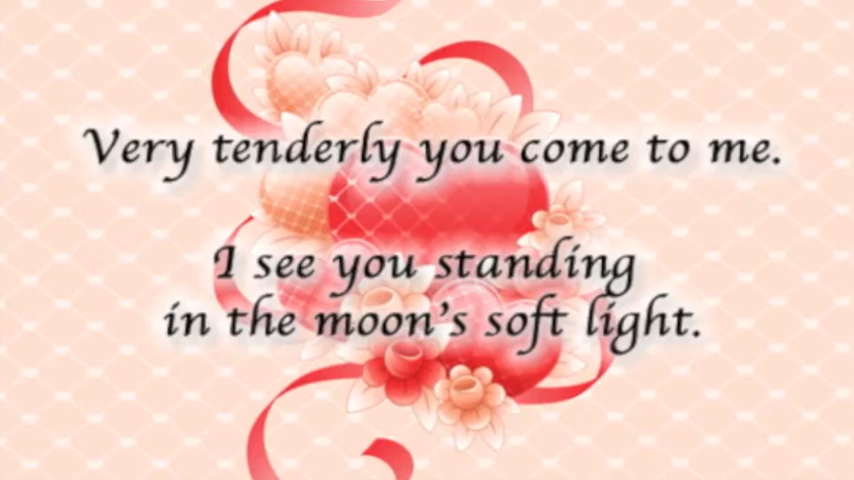 Very tenderly you come to me.
I see you standing
in the moon's soft light.